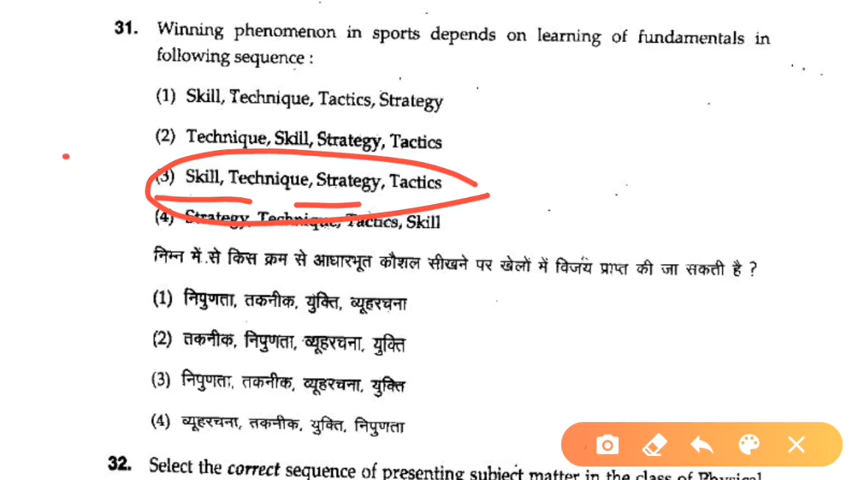 31. Winning phenomenon in sports depends on learning of fundamentals in
following sequence :
(1) Skill, Technique, Tactics, Strategy
(2) Technique, Skill, Strategy, Tactics
(3) Skill, Technique, Strategy, Tactics
(4) Strategy, Technique, Tactics, Skill
निम्न में से किस क्रम से आधारभूत कौशल सीखने पर खेलों में विजय प्राप्त की जा सकती है ?
(1) निपुणता, तकनीक, युक्ति, व्यूहरचना
(2) तकनीक, निपुणता, व्यूहरचना, युक्ति
(3) निपुणता, तकनीक, व्यूहरचना, युक्ति
(4) व्यूहरचना, तकनीक, युक्ति, निपुणता
32. Select the correct sequence of presenting subject matter in the class of Physical